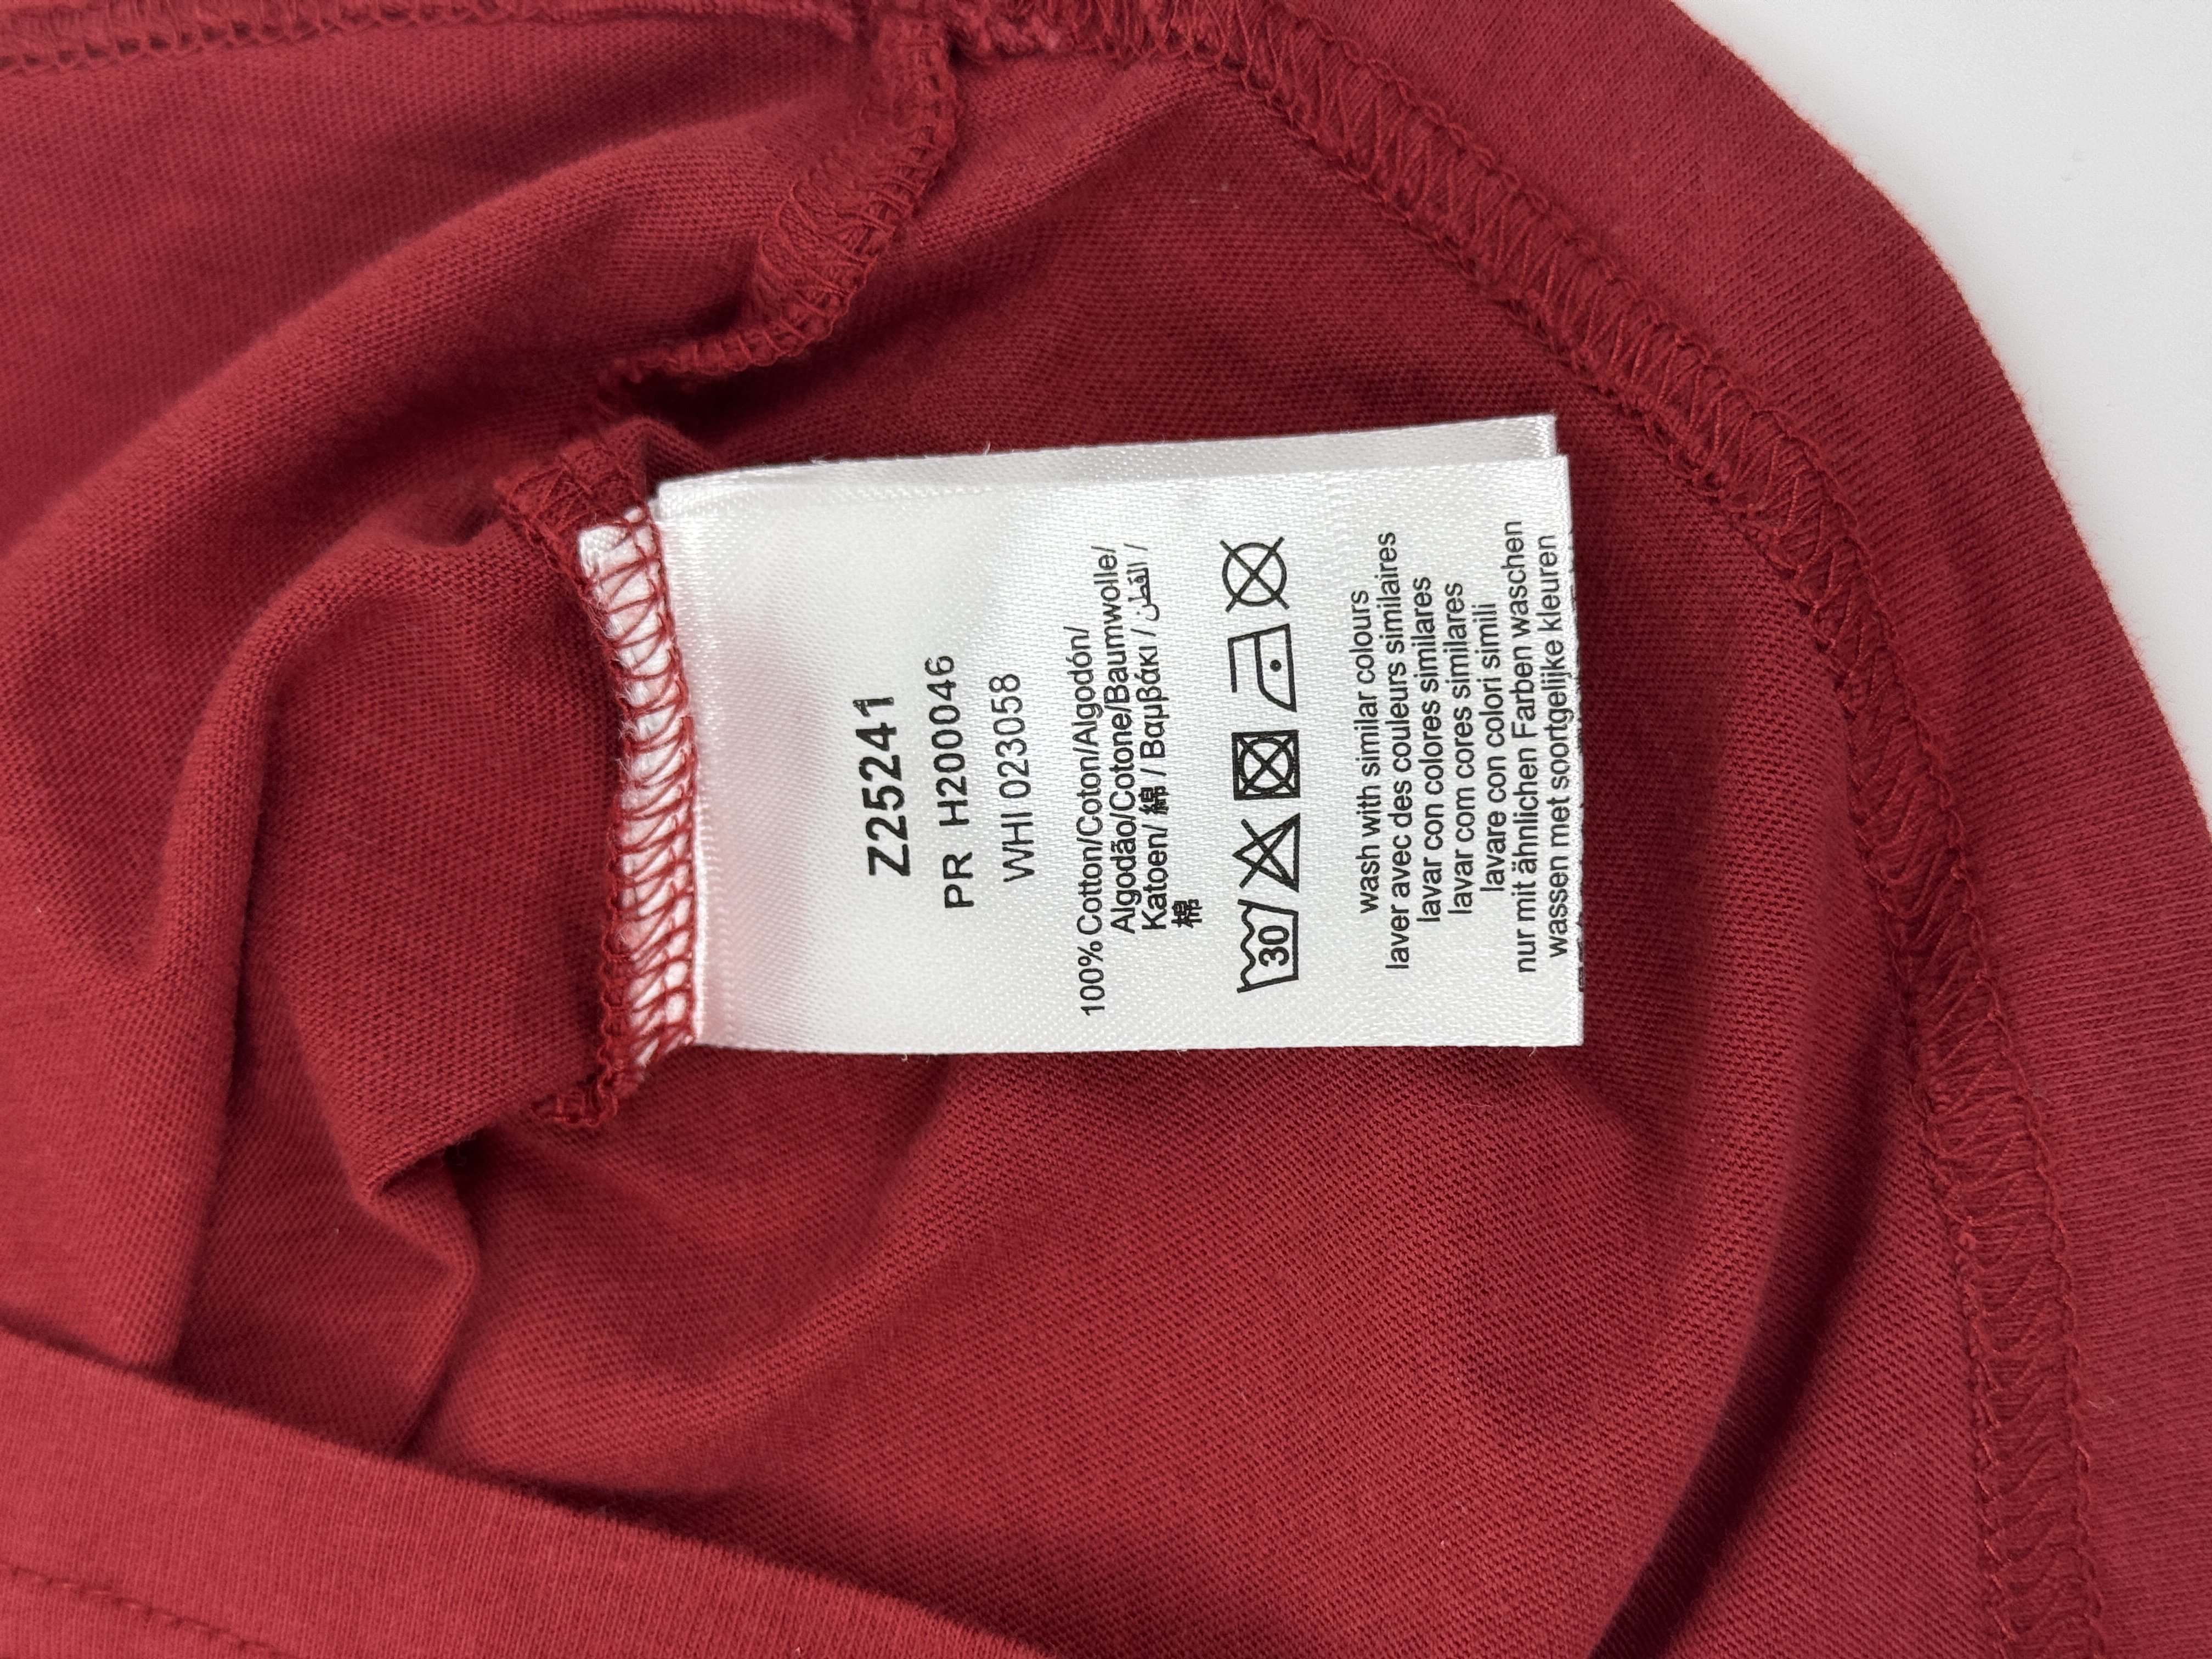 Z25241
PR H200046
WHI 023058
100% Cotton/Coton/Algodón/
Algodão/Cotone/Baumwolle/
Katoen/ 綿 / Βαμβάκι / القطن /
棉
30
wash with similar colours
laver avec des couleurs similaires
lavar con colores similares
lavar com cores similares
lavare con colori simili
nur mit ähnlichen Farben waschen
wassen met soortgelijke kleuren